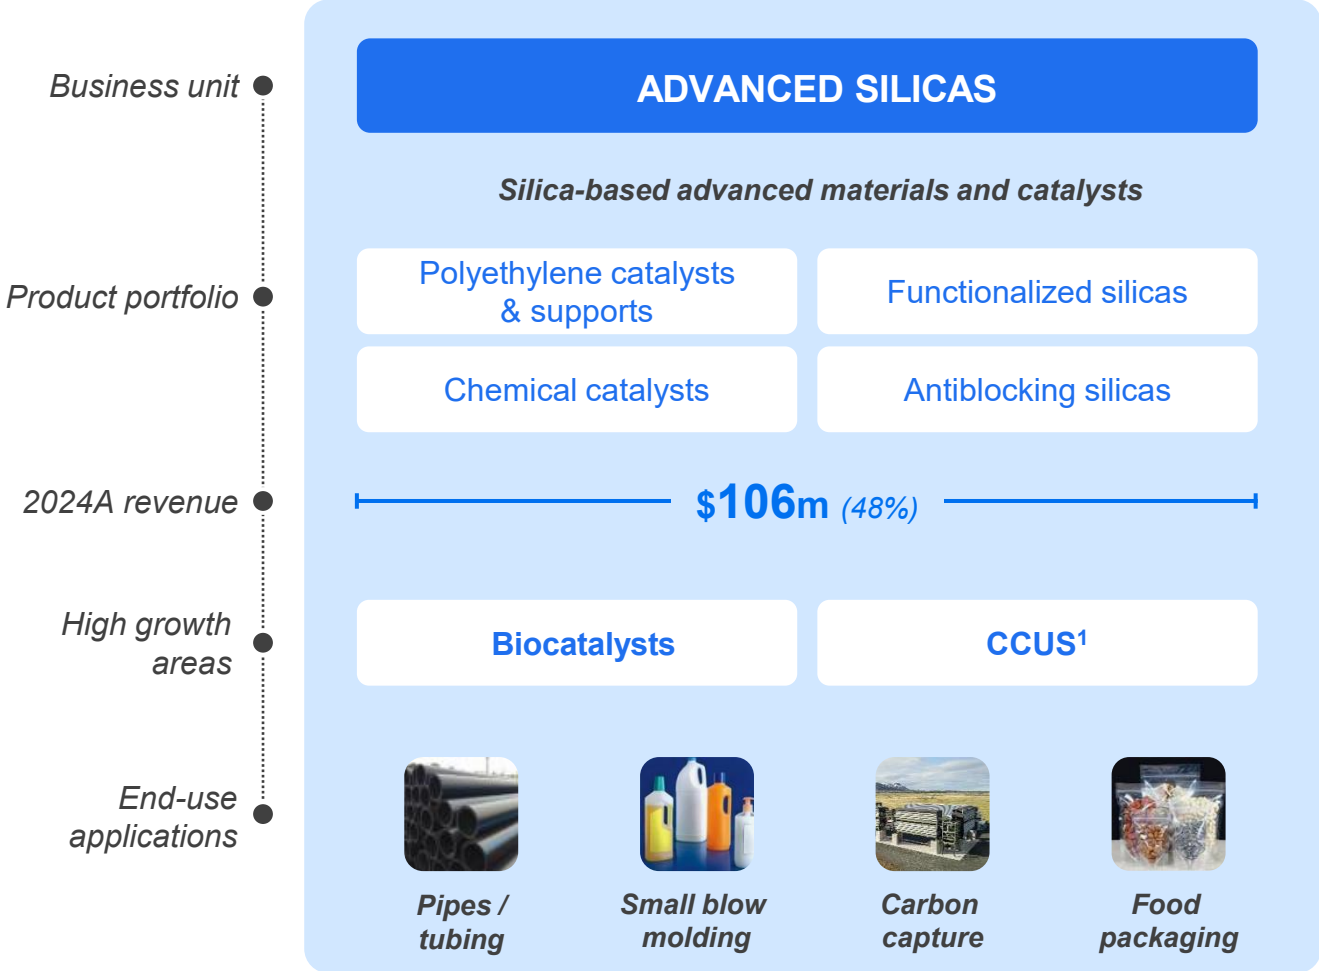 Business unit
ADVANCED SILICAS
Silica-based advanced materials and catalysts
Product portfolio
Polyethylene catalysts
& supports
Functionalized silicas
Chemical catalysts
Antiblocking silicas
2024A revenue
$106m (48%)
High growth
areas
Biocatalysts
CCUS¹
End-use
applications
Pipes /
tubing
Small blow
molding
Carbon
capture
Food
packaging